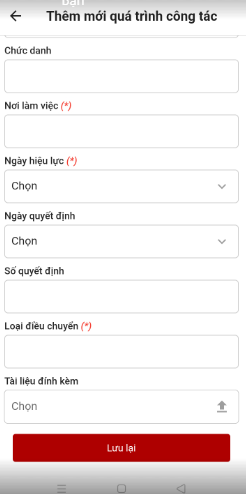 bạn
Thêm mới quá trình công tác
Chức danh
Nơi làm việc (*)
Ngày hiệu lực (*)
Chọn
Ngày quyết định
Chọn
Số quyết định
Loại điều chuyển (*)
Tài liệu đính kèm
Chọn
Lưu lại